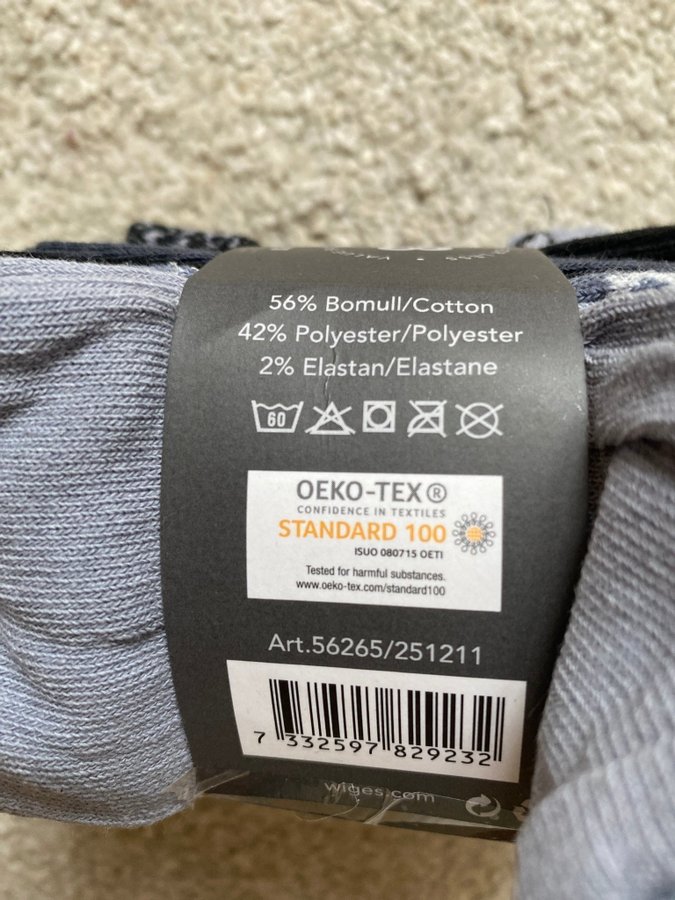 56% Bomull/Cotton
42% Polyester/Polyester
2% Elastan/Elastane
60
OEKO-TEX®
CONFIDENCE IN TEXTILES
STANDARD 100
ISUO 080715 OETI
Tested for harmful substances.
www.oeko-tex.com/standard100
Art.56265/251211
7 332597 829232
wiges.com